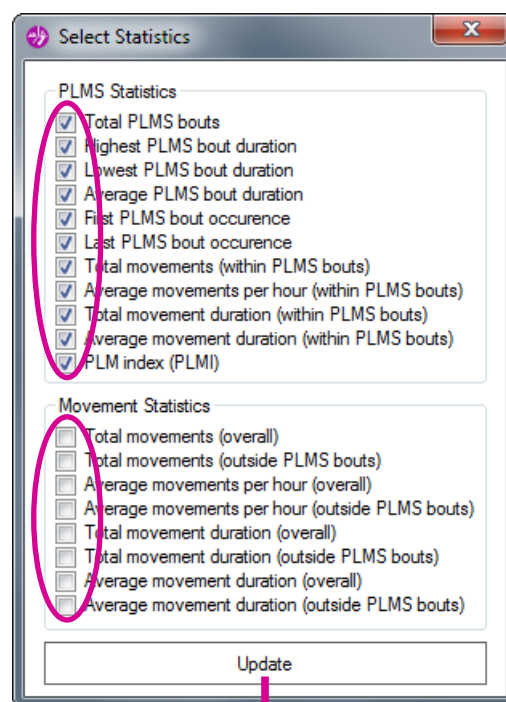 Select Statistics
PLMS Statistics
Total PLMS bouts
Highest PLMS bout duration
Lowest PLMS bout duration
Average PLMS bout duration
First PLMS bout occurence
Last PLMS bout occurence
Total movements (within PLMS bouts)
Average movements per hour (within PLMS bouts)
Total movement duration (within PLMS bouts)
Average movement duration (within PLMS bouts)
PLM index (PLMI)
Movement Statistics
Total movements (overall)
Total movements (outside PLMS bouts)
Average movements per hour (overall)
Average movements per hour (outside PLMS bouts)
Total movement duration (overall)
Total movement duration (outside PLMS bouts)
Average movement duration (overall)
Average movement duration (outside PLMS bouts)
Update